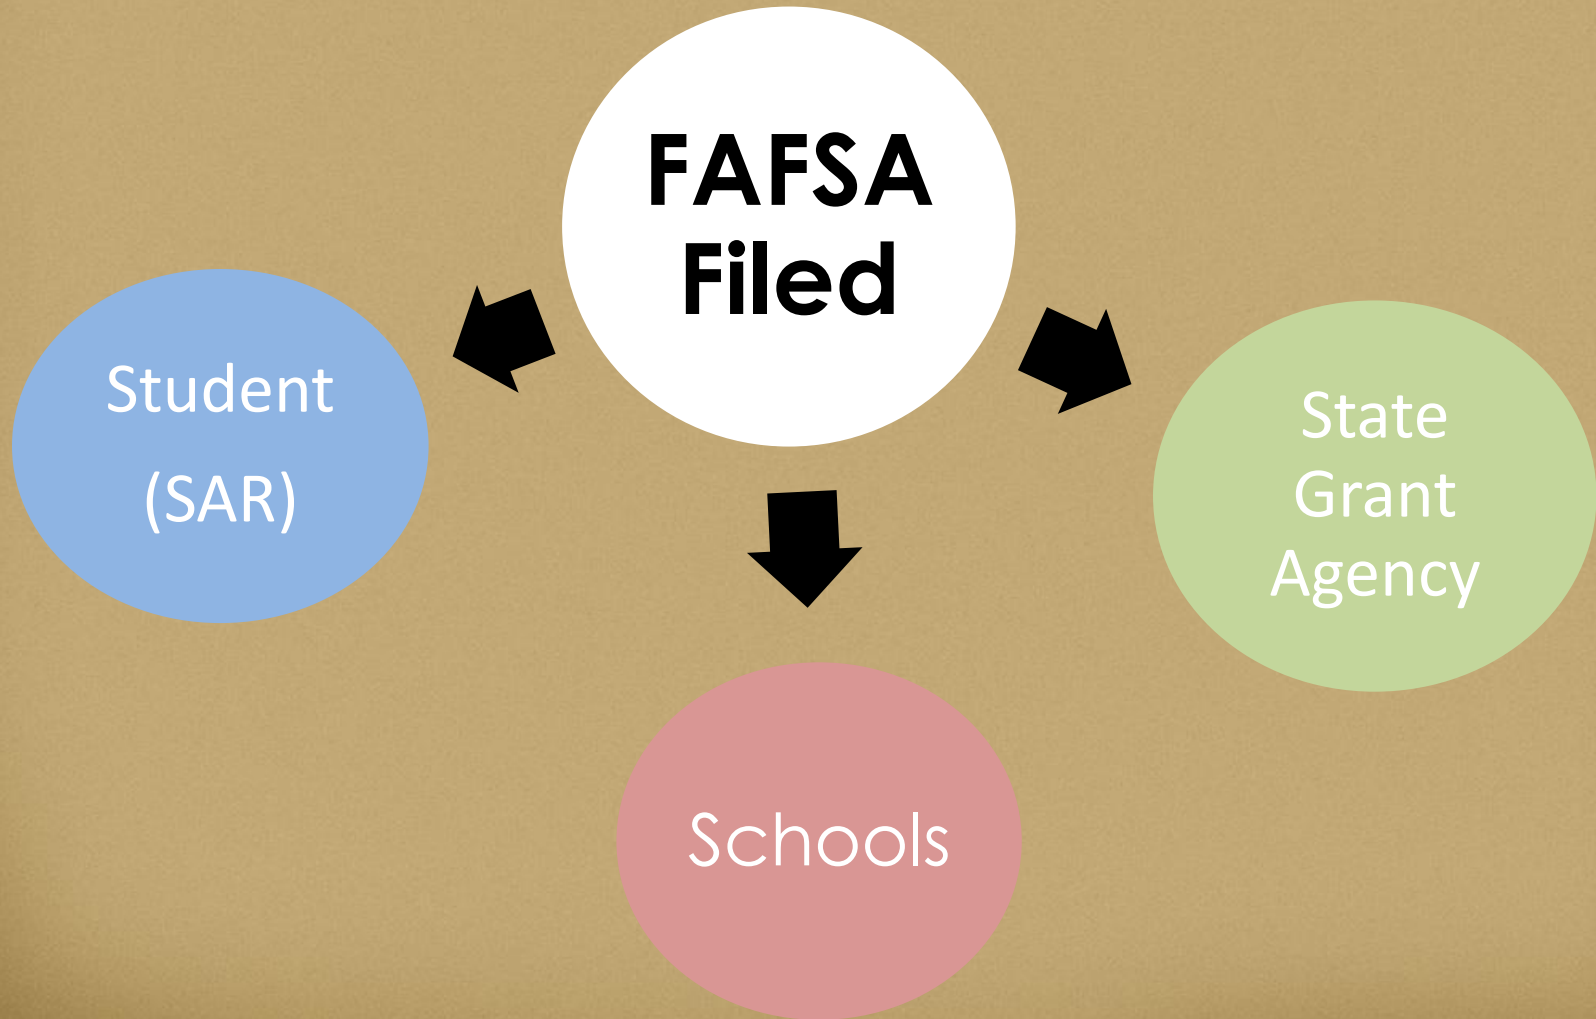 FAFSA
Filed
Student
(SAR)
State
Grant
Agency
Schools